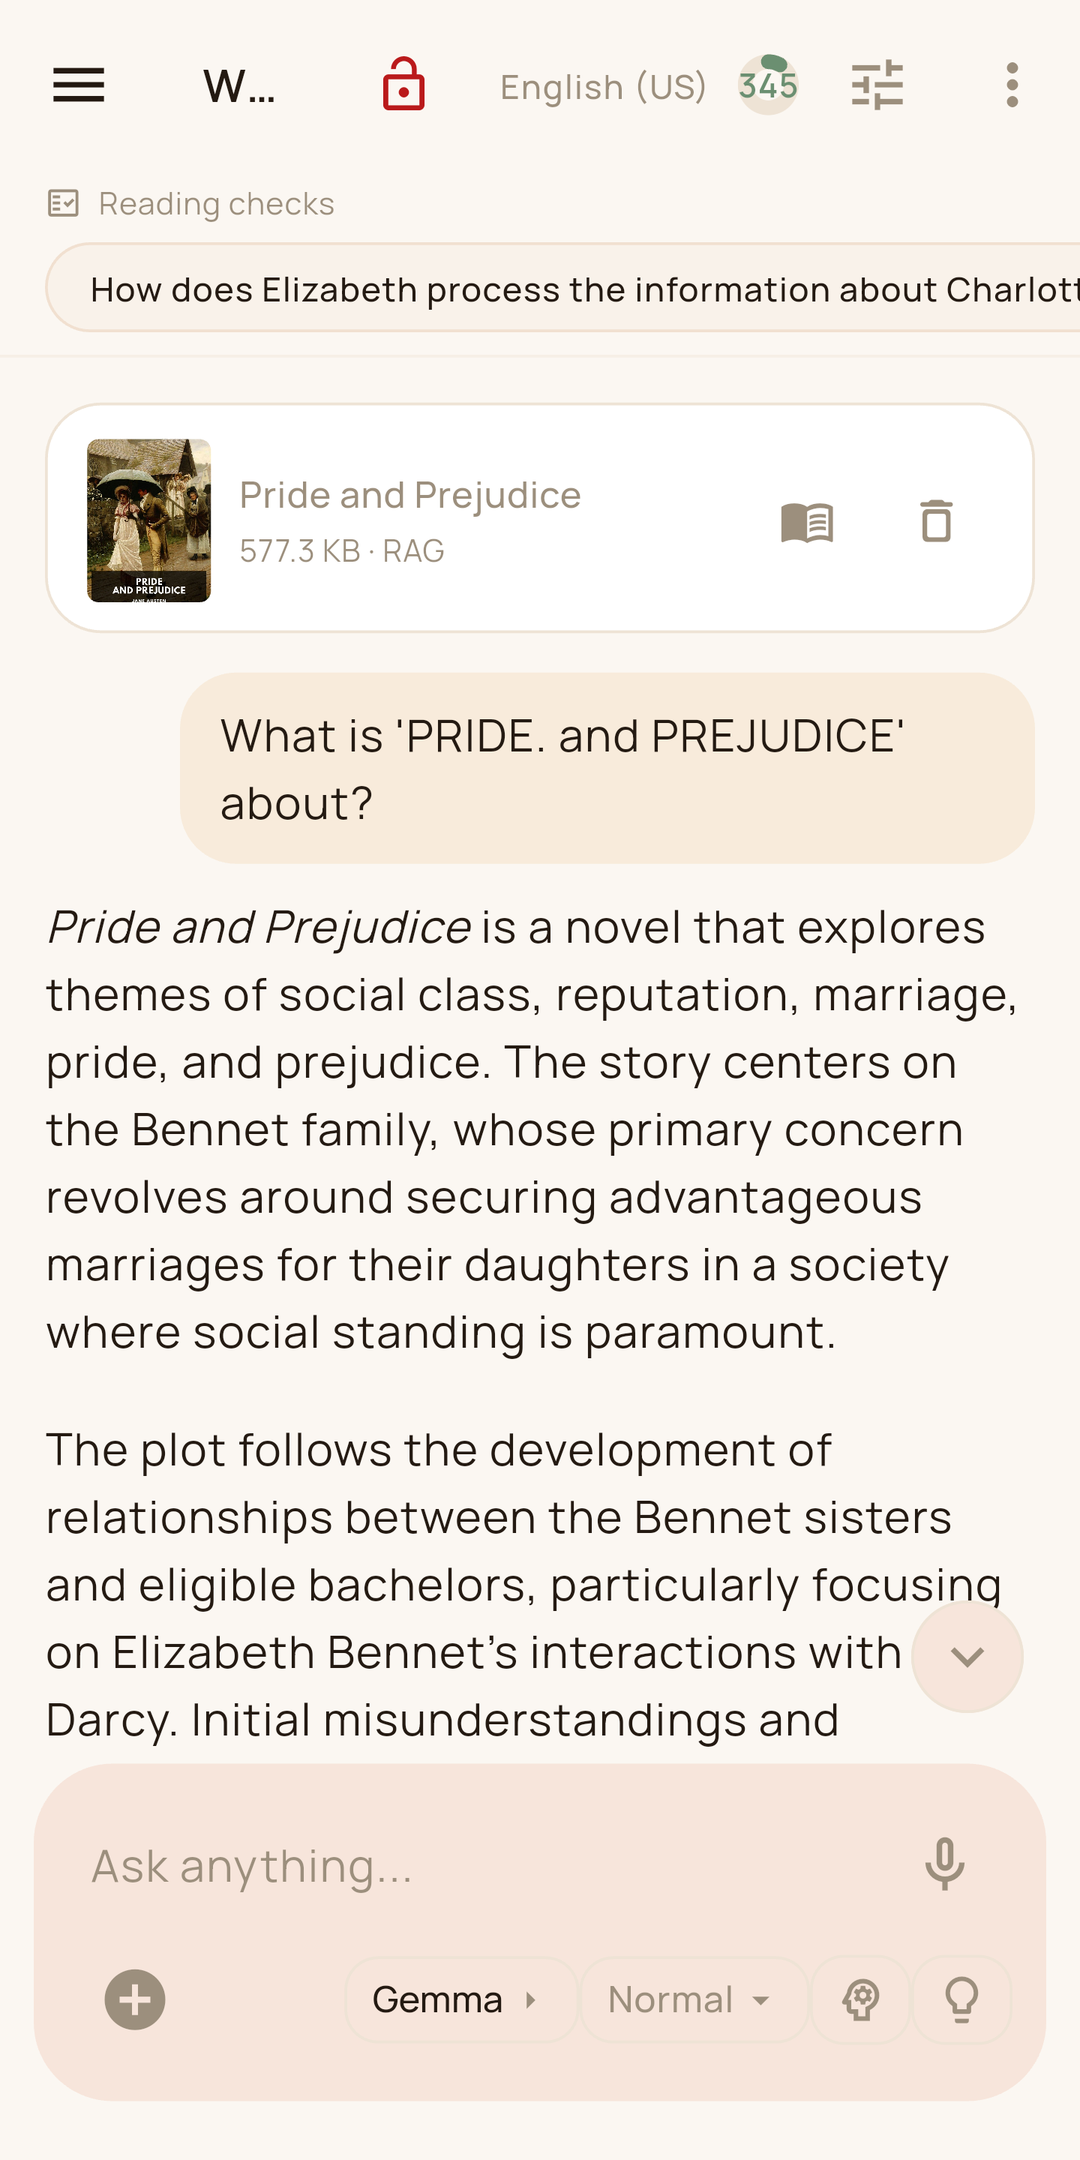 W...
English (US)
345
Reading checks
How does Elizabeth process the information about Charlott
Pride and Prejudice
577.3 KB · RAG
PRIDE
AND PREJUDICE
JANE AUSTEN
What is 'PRIDE. and PREJUDICE'
about?
Pride and Prejudice is a novel that explores
themes of social class, reputation, marriage,
pride, and prejudice. The story centers on
the Bennet family, whose primary concern
revolves around securing advantageous
marriages for their daughters in a society
where social standing is paramount.
The plot follows the development of
relationships between the Bennet sisters
and eligible bachelors, particularly focusing
on Elizabeth Bennet’s interactions with
Darcy. Initial misunderstandings and
Ask anything...
Gemma
Normal